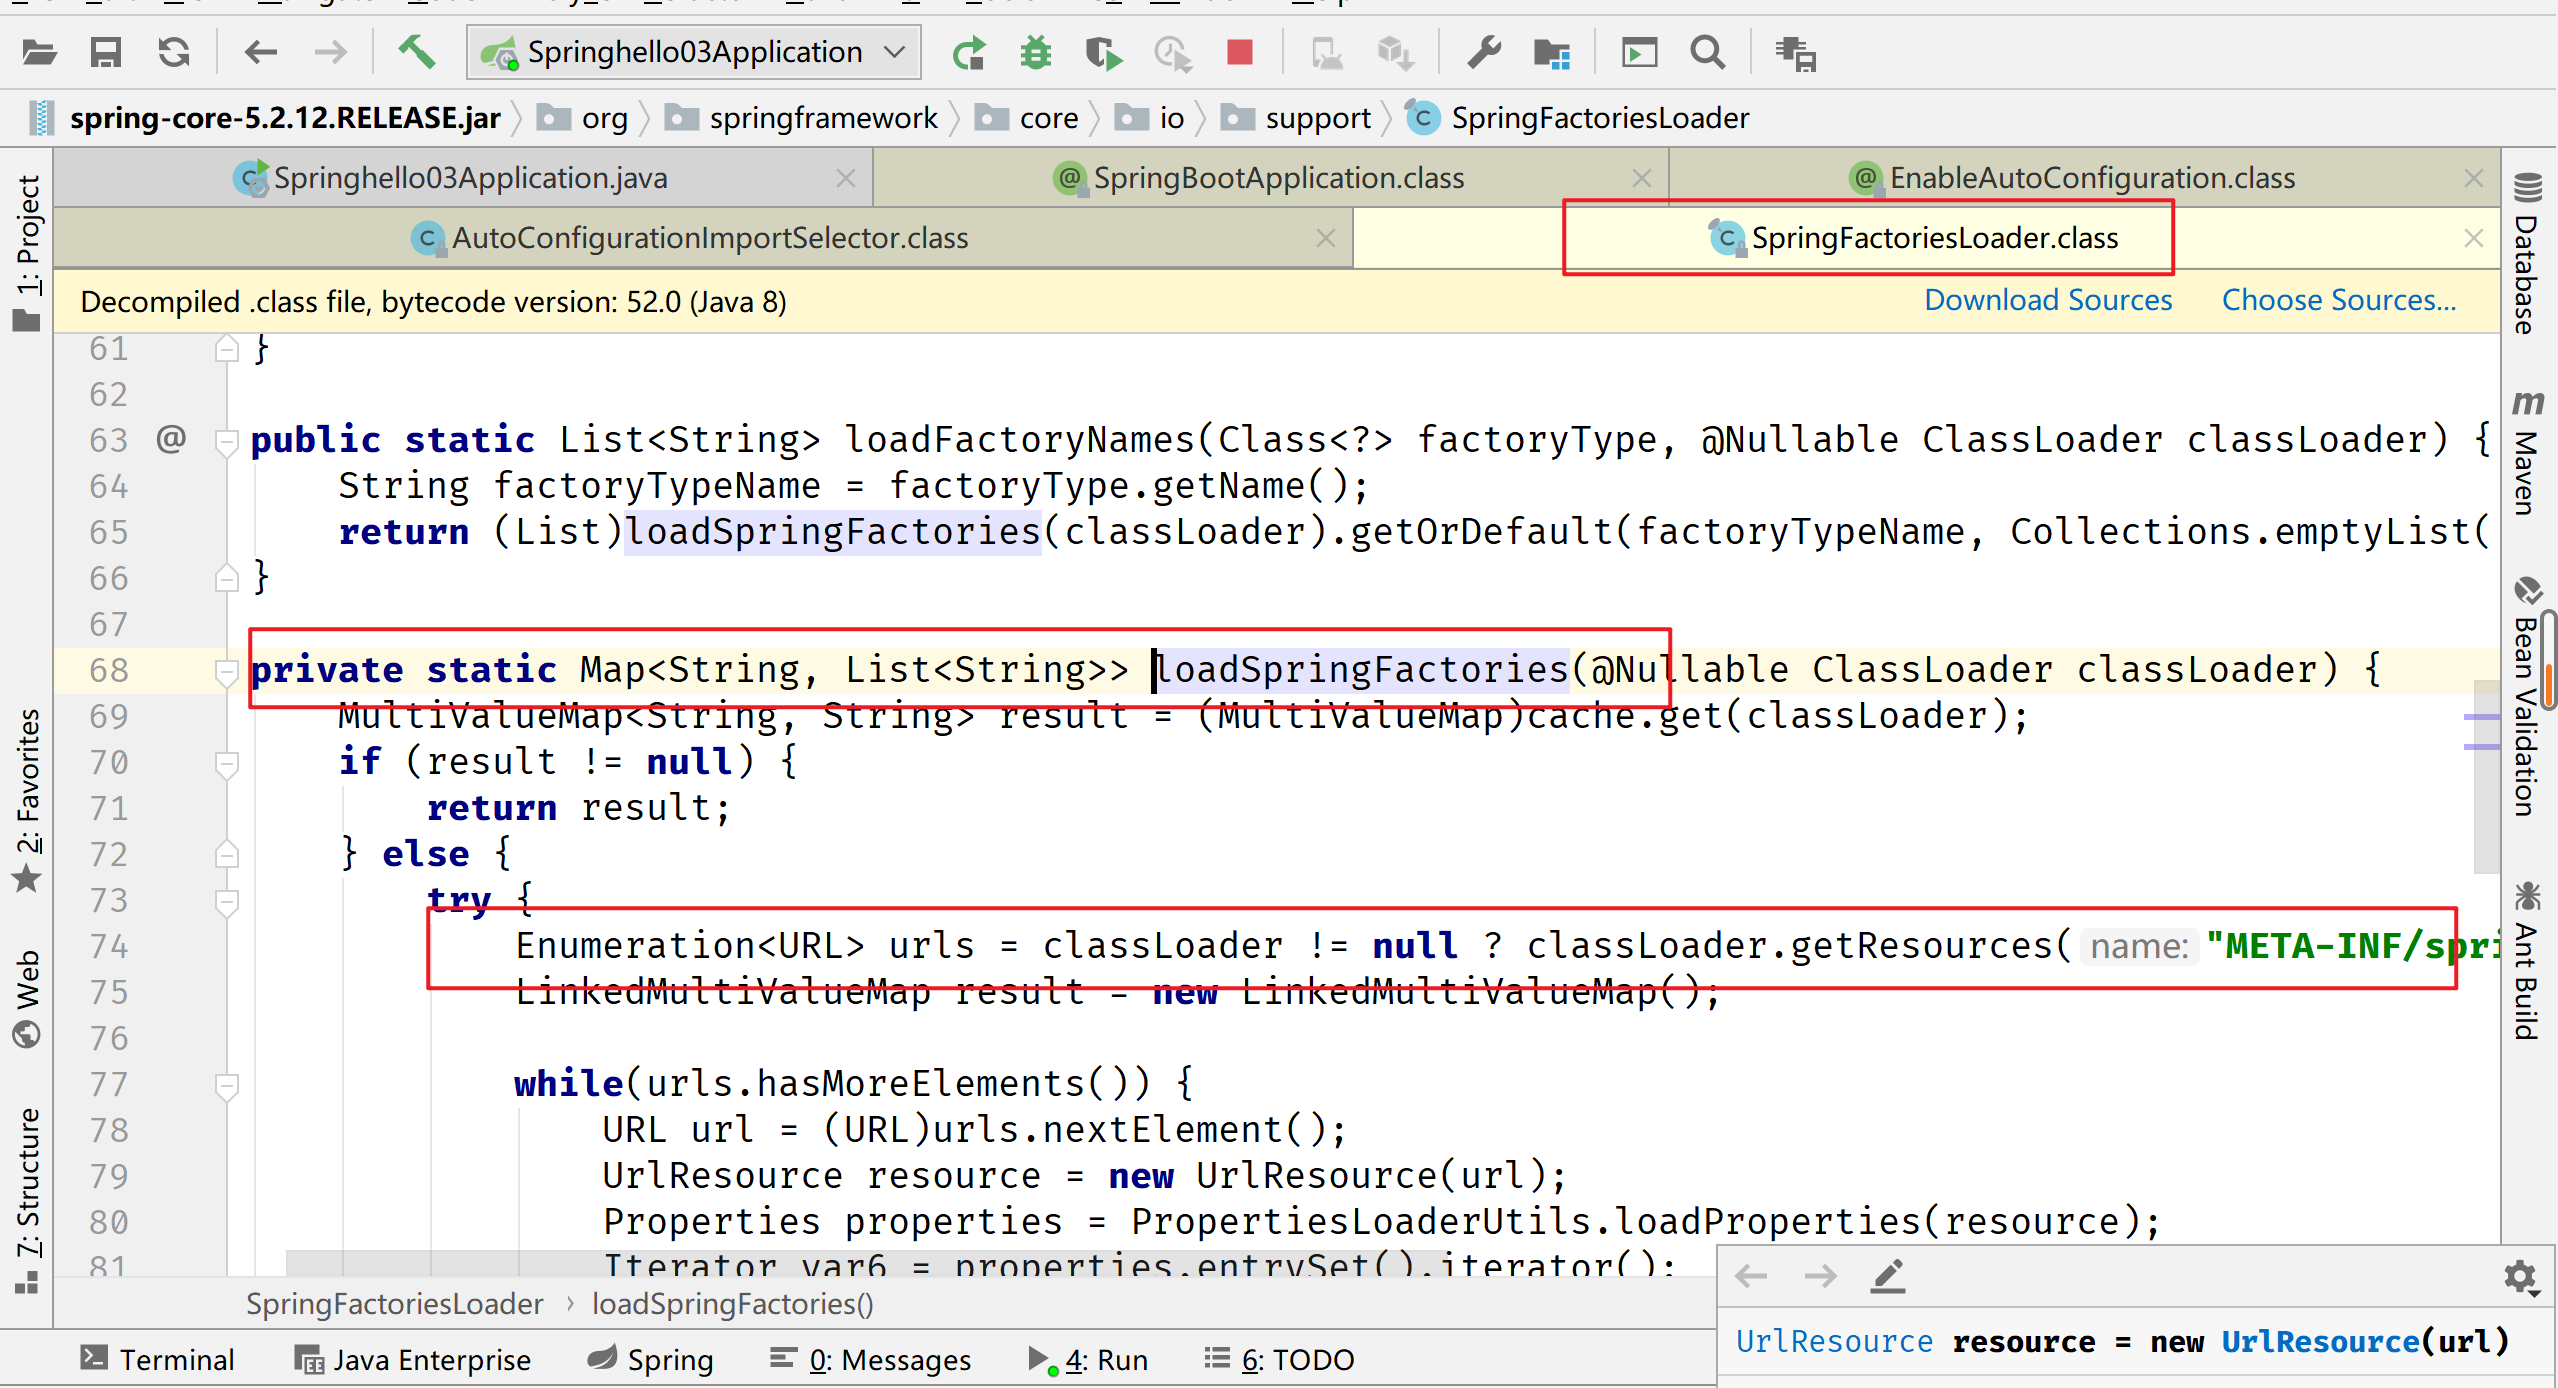 Springhello03Application
spring-core-5.2.12.RELEASE.jar org springframework core io support SpringFactoriesLoader
Springhello03Application.java SpringBootApplication.class EnableAutoConfiguration.class
AutoConfigurationImportSelector.class SpringFactoriesLoader.class
Decompiled .class file, bytecode version: 52.0 (Java 8) Download Sources Choose Sources...
61 }
62
63 @ public static List<String> loadFactoryNames(Class<?> factoryType, @Nullable ClassLoader classLoader) {
64 String factoryTypeName = factoryType.getName();
65 return (List)loadSpringFactories(classLoader).getOrDefault(factoryTypeName, Collections.emptyList(
66 }
67
68 private static Map<String, List<String>> loadSpringFactories(@Nullable ClassLoader classLoader) {
69 MultiValueMap<String, String> result = (MultiValueMap)cache.get(classLoader);
70 if (result != null) {
71 return result;
72 } else {
73 try {
74 Enumeration<URL> urls = classLoader != null ? classLoader.getResources( name: "META-INF/spri
75 LinkedMultiValueMap result = new LinkedMultiValueMap();
76
77 while(urls.hasMoreElements()) {
78 URL url = (URL)urls.nextElement();
79 UrlResource resource = new UrlResource(url);
80 Properties properties = PropertiesLoaderUtils.loadProperties(resource);
81 Iterator var6 = properties.entrySet().iterator();
SpringFactoriesLoader › loadSpringFactories()
UrlResource resource = new UrlResource(url)
Terminal Java Enterprise Spring 0: Messages 4: Run 6: TODO
1: Project
2: Favorites
Web
7: Structure
Database
m Maven
Bean Validation
Ant Build